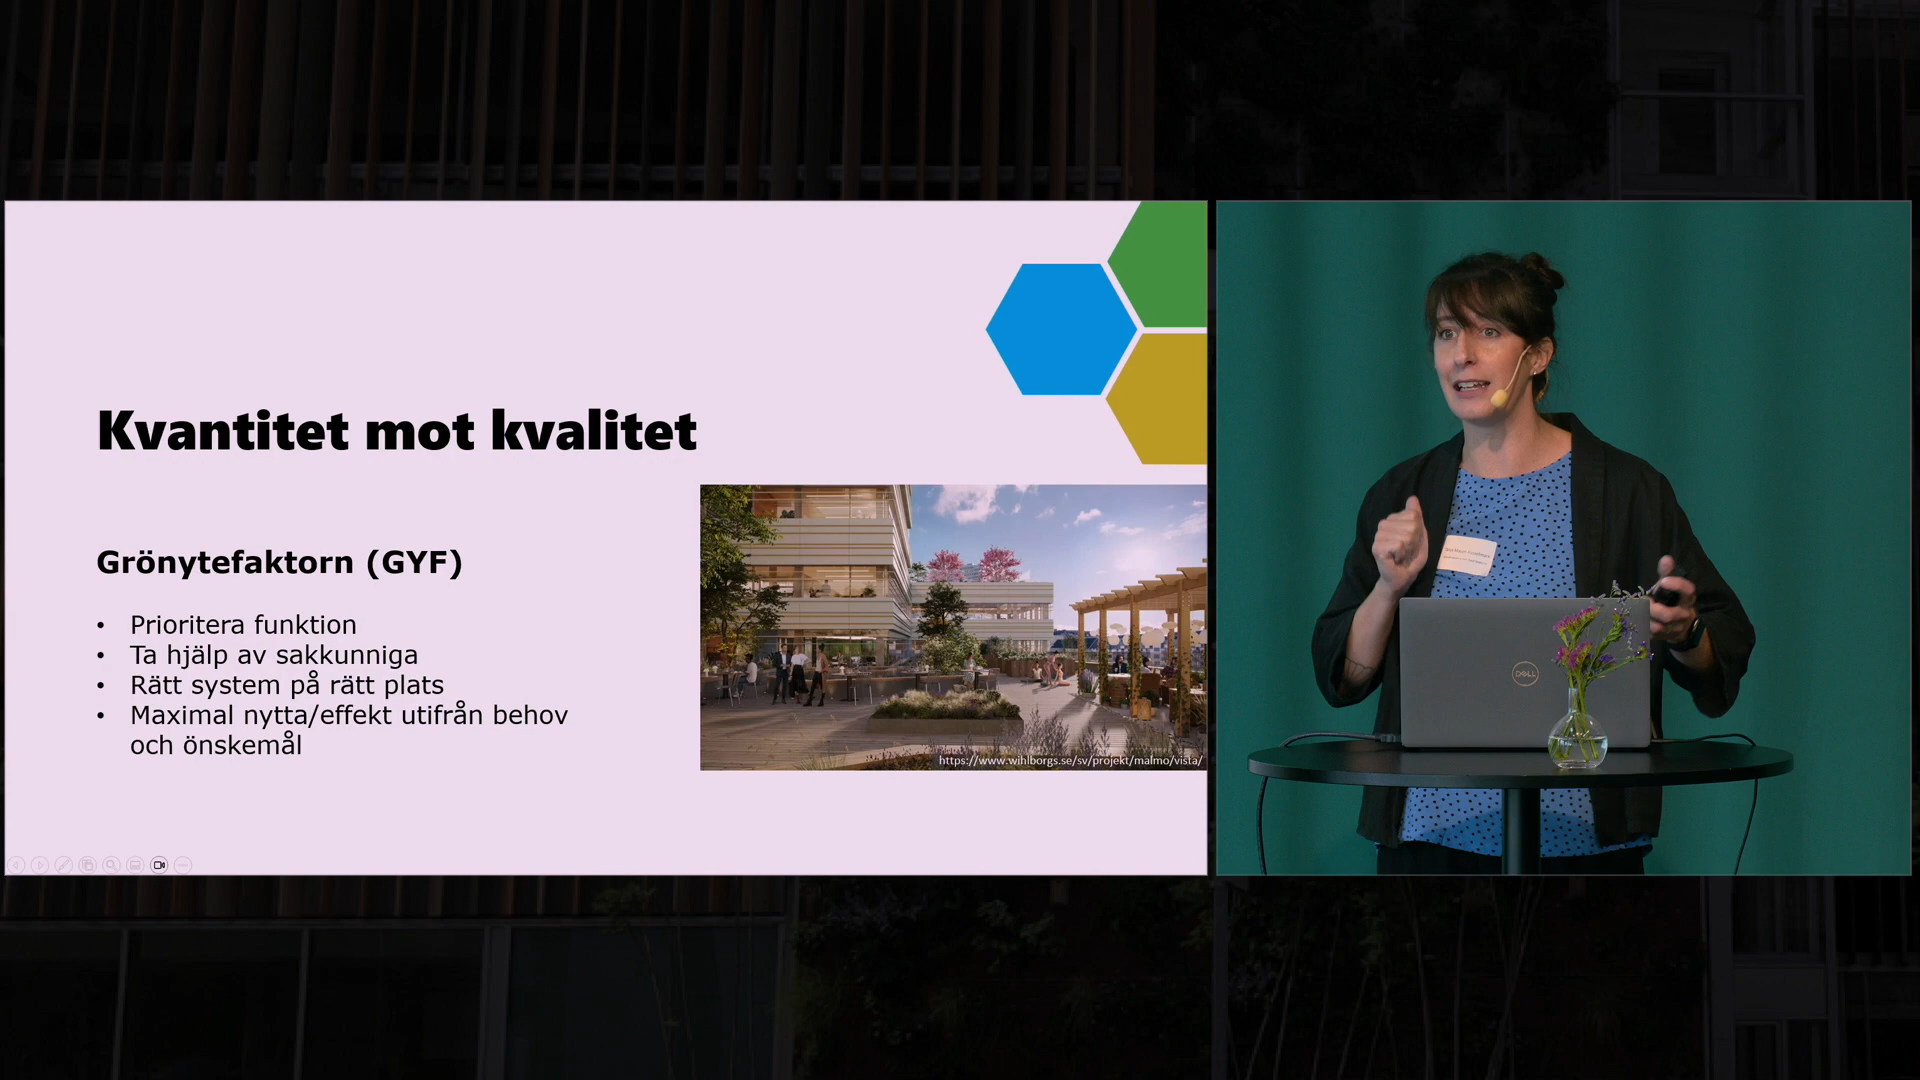 Kvantitet mot kvalitet
Grönytefaktorn (GYF)
• Prioritera funktion
• Ta hjälp av sakkunniga
• Rätt system på rätt plats
• Maximal nytta/effekt utifrån behov
och önskemål
https://www.wihlborgs.se/sv/projekt/malmo/vista/
DELL